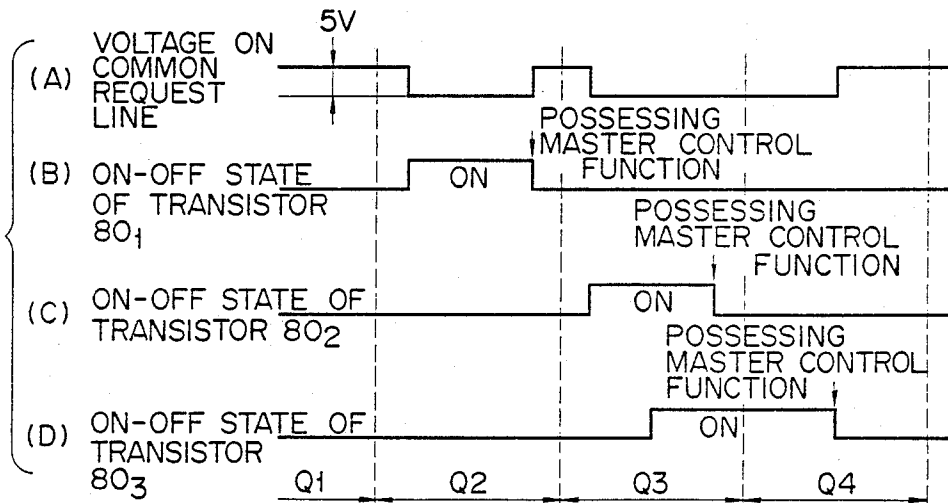 5V
(A) VOLTAGE ON
COMMON
REQUEST
LINE
POSSESSING
MASTER CONTROL
FUNCTION
(B) ON-OFF STATE
OF TRANSISTOR
80₁
ON
POSSESSING
MASTER CONTROL
FUNCTION
(C) ON-OFF STATE OF
TRANSISTOR 80₂
ON
POSSESSING
MASTER CONTROL
FUNCTION
(D) ON-OFF STATE OF
TRANSISTOR
80₃
ON
Q1 Q2 Q3 Q4